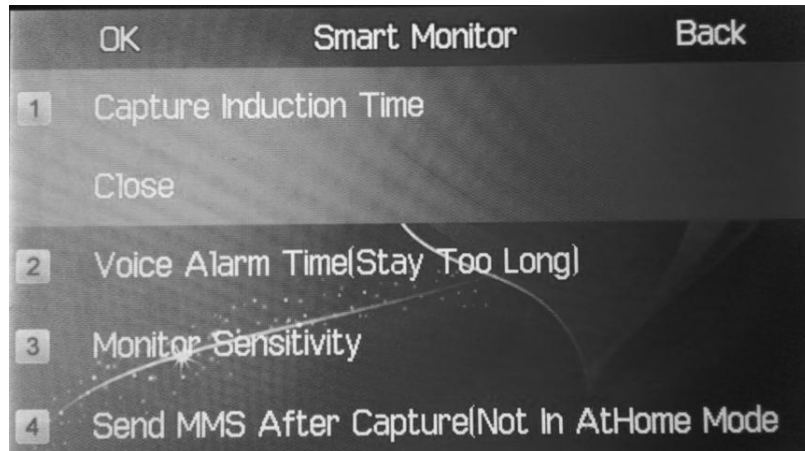 OK Smart Monitor Back
1 Capture Induction Time
Close
2 Voice Alarm Time(Stay Too Long)
3 Monitor Sensitivity
4 Send MMS After Capture(Not In AtHome Mode